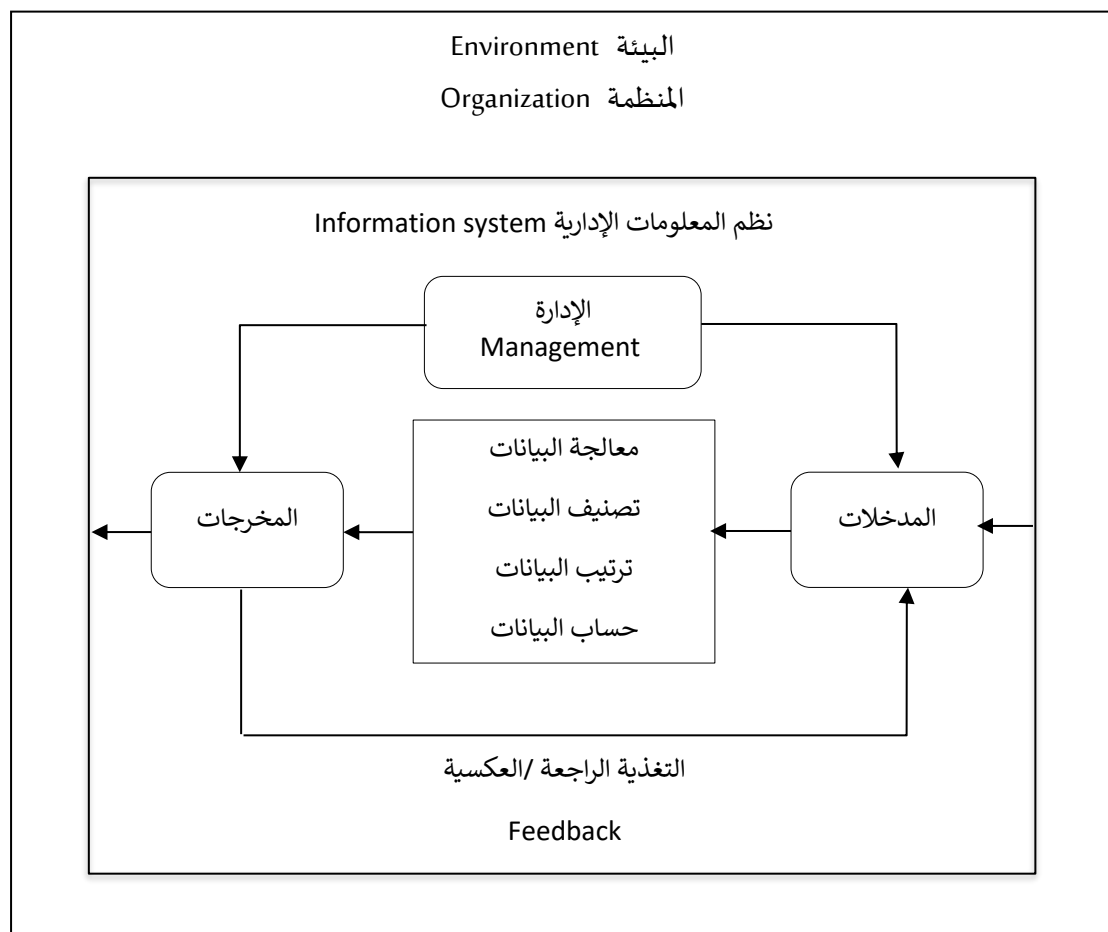 البيئة Environment
المنظمة Organization
نظم المعلومات الإدارية Information system
الإدارة
Management
المدخلات
معالجة البيانات
تصنيف البيانات
ترتيب البيانات
حساب البيانات
المخرجات
التغذية الراجعة /العكسية
Feedback